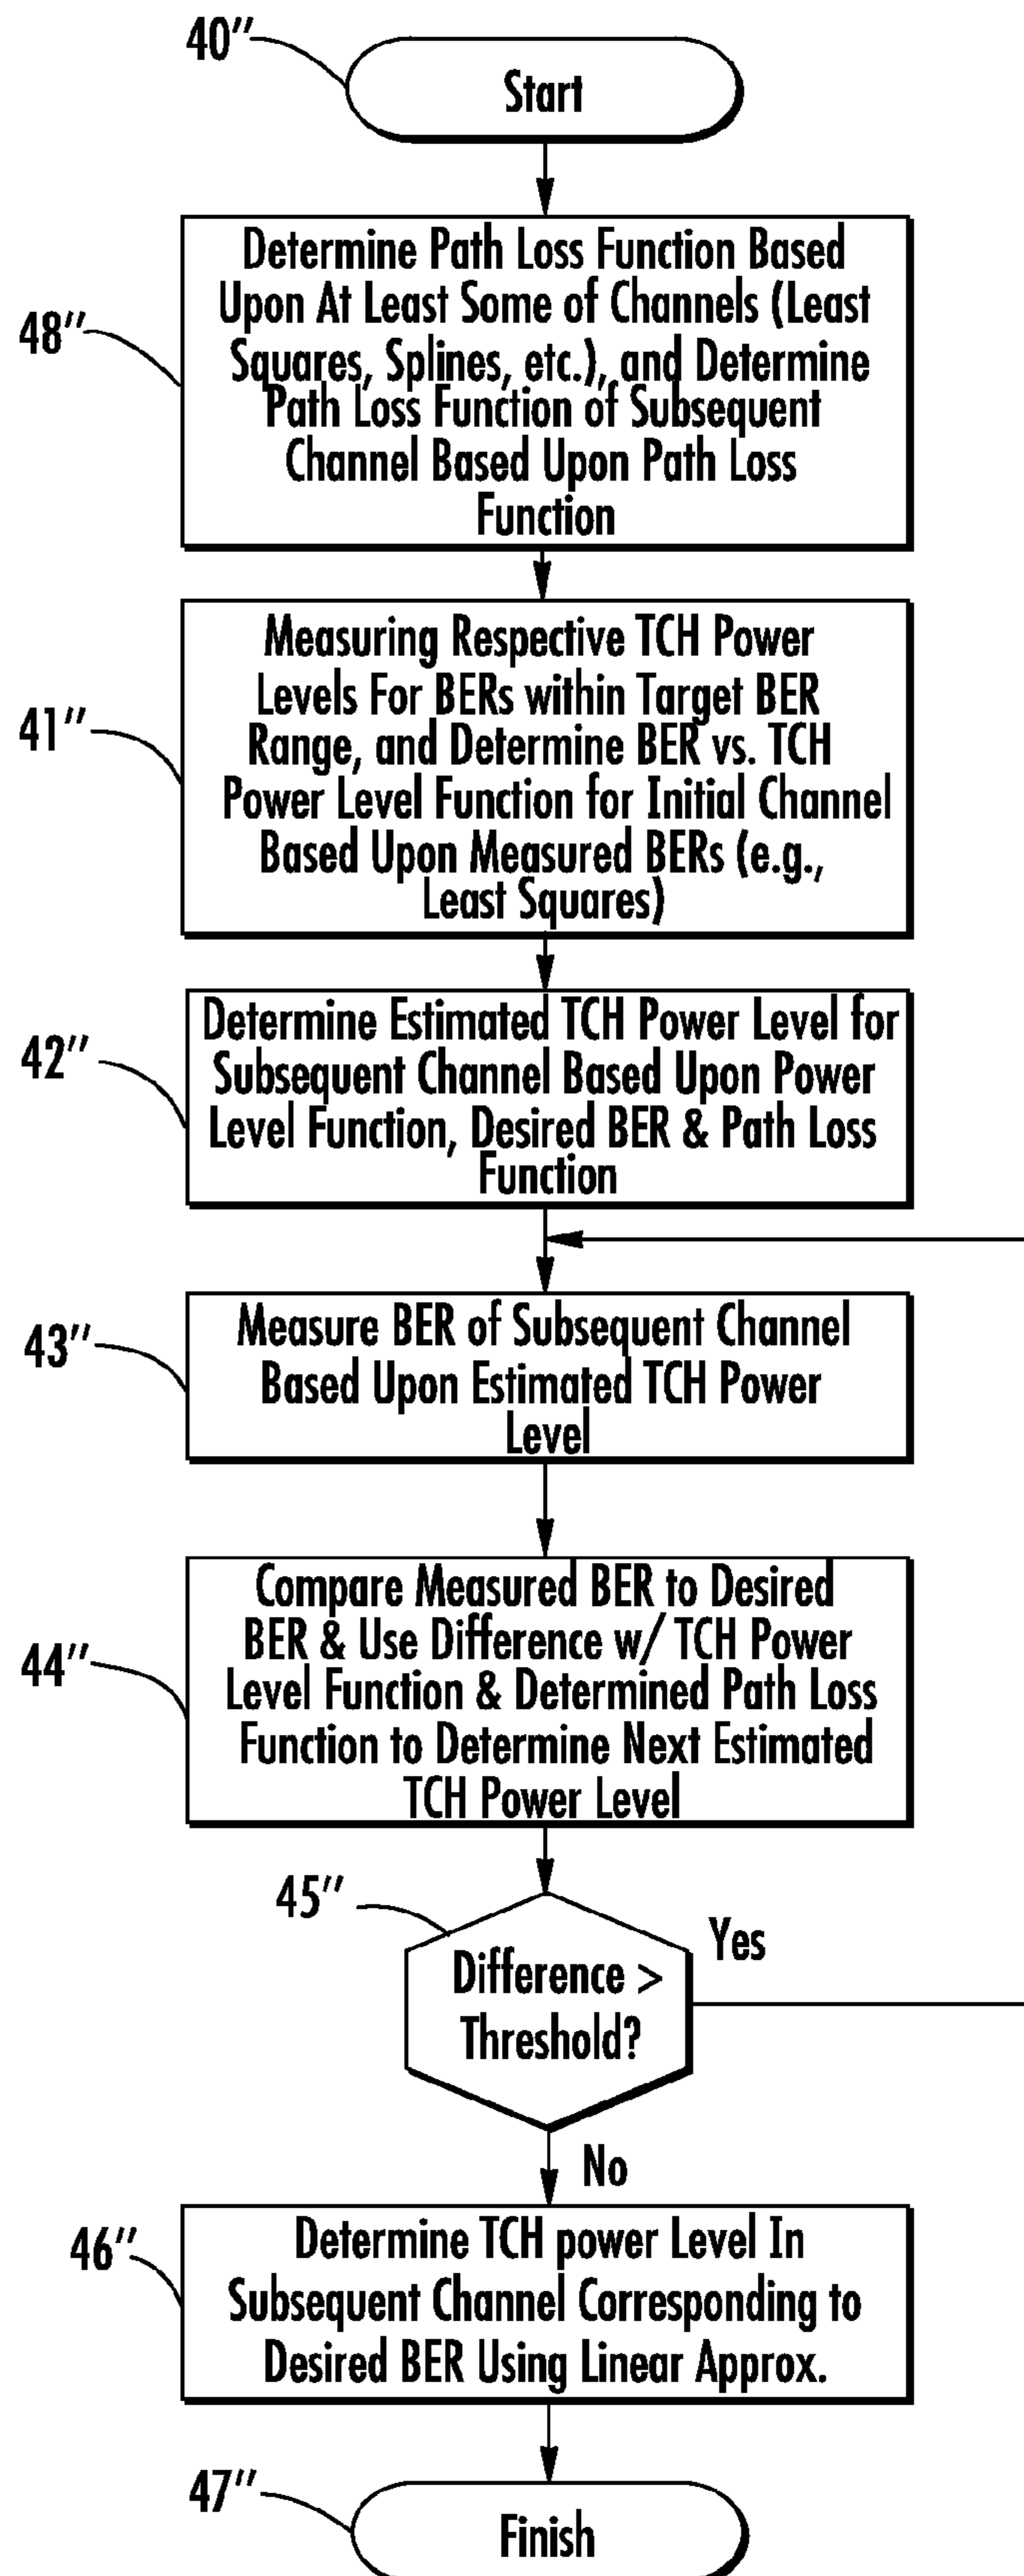 40''
Start
48''
Determine Path Loss Function Based
Upon At Least Some of Channels (Least
Squares, Splines, etc.), and Determine
Path Loss Function of Subsequent
Channel Based Upon Path Loss
Function
41''
Measuring Respective TCH Power
Levels For BERs within Target BER
Range, and Determine BER vs. TCH
Power Level Function for Initial Channel
Based Upon Measured BERs (e.g.,
Least Squares)
42''
Determine Estimated TCH Power Level for
Subsequent Channel Based Upon Power
Level Function, Desired BER & Path Loss
Function
43''
Measure BER of Subsequent Channel
Based Upon Estimated TCH Power
Level
44''
Compare Measured BER to Desired
BER & Use Difference w/ TCH Power
Level Function & Determined Path Loss
Function to Determine Next Estimated
TCH Power Level
45''
Difference >
Threshold?
Yes
No
46''
Determine TCH power Level In
Subsequent Channel Corresponding to
Desired BER Using Linear Approx.
47''
Finish